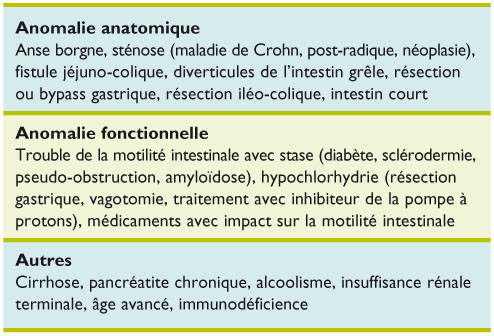 Anomalie anatomique
Anse borgne, sténose (maladie de Crohn, post-radique, néoplasie),
fistule jéjuno-colique, diverticules de l’intestin grêle, résection
ou bypass gastrique, résection iléo-colique, intestin court
Anomalie fonctionnelle
Trouble de la motilité intestinale avec stase (diabète, sclérodermie,
pseudo-obstruction, amyloïdose), hypochlorhydrie (résection
gastrique, vagotomie, traitement avec inhibiteur de la pompe à
protons), médicaments avec impact sur la motilité intestinale
Autres
Cirrhose, pancréatite chronique, alcoolisme, insuffisance rénale
terminale, âge avancé, immunodéficience